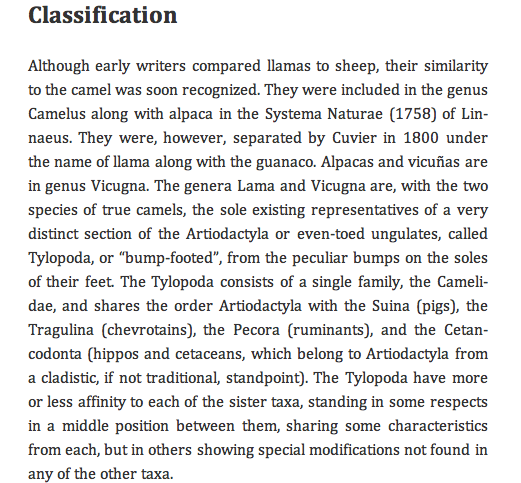 Classification
Although early writers compared llamas to sheep, their similarity
to the camel was soon recognized. They were included in the genus
Camelus along with alpaca in the Systema Naturae (1758) of Lin-
naeus. They were, however, separated by Cuvier in 1800 under
the name of llama along with the guanaco. Alpacas and vicuñas are
in genus Vicugna. The genera Lama and Vicugna are, with the two
species of true camels, the sole existing representatives of a very
distinct section of the Artiodactyla or even-toed ungulates, called
Tylopoda, or “bump-footed”, from the peculiar bumps on the soles
of their feet. The Tylopoda consists of a single family, the Cameli-
dae, and shares the order Artiodactyla with the Suina (pigs), the
Tragulina (chevrotains), the Pecora (ruminants), and the Cetan-
codonta (hippos and cetaceans, which belong to Artiodactyla from
a cladistic, if not traditional, standpoint). The Tylopoda have more
or less affinity to each of the sister taxa, standing in some respects
in a middle position between them, sharing some characteristics
from each, but in others showing special modifications not found in
any of the other taxa.